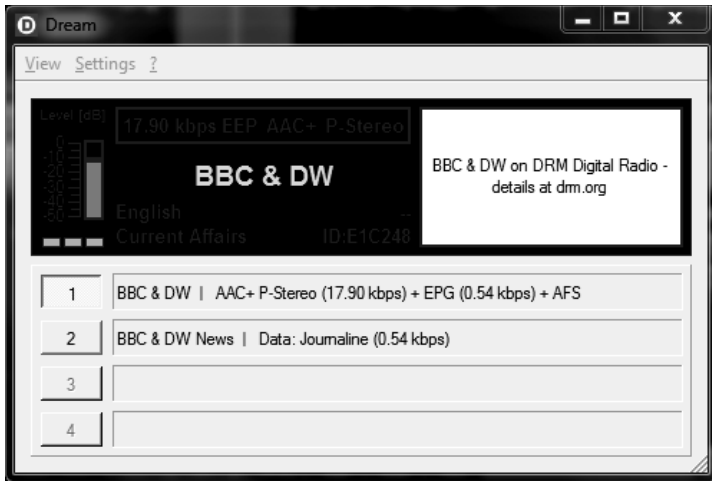 Dream
View Settings ?
Level [dB]
0
-10
-20
-30
-40
-50
17.90 kbps EEP AAC+ P-Stereo
BBC & DW
English --
Current Affairs ID:E1C248
BBC & DW on DRM Digital Radio -
details at drm.org
1 BBC & DW | AAC+ P-Stereo (17.90 kbps) + EPG (0.54 kbps) + AFS
2 BBC & DW News | Data: Journaline (0.54 kbps)
3
4